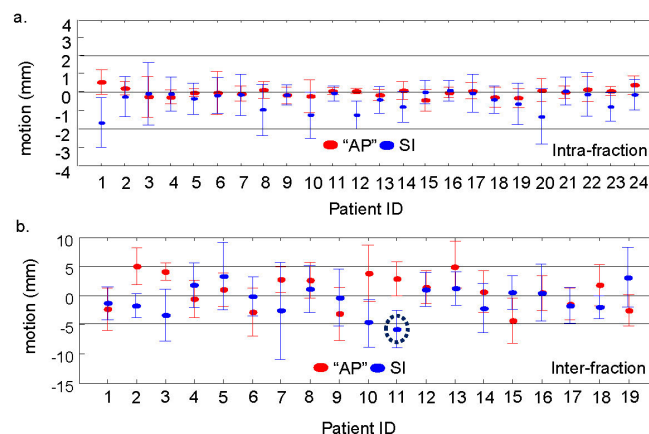 a.
motion (mm)
4
3
2
1
0
-1
-2
-3
-4
"AP" SI
Intra-fraction
1 2 3 4 5 6 7 8 9 10 11 12 13 14 15 16 17 18 19 20 21 22 23 24
Patient ID
b.
motion (mm)
10
5
0
-5
-10
-15
"AP" SI
Inter-fraction
1 2 3 4 5 6 7 8 9 10 11 12 13 14 15 16 17 18 19
Patient ID